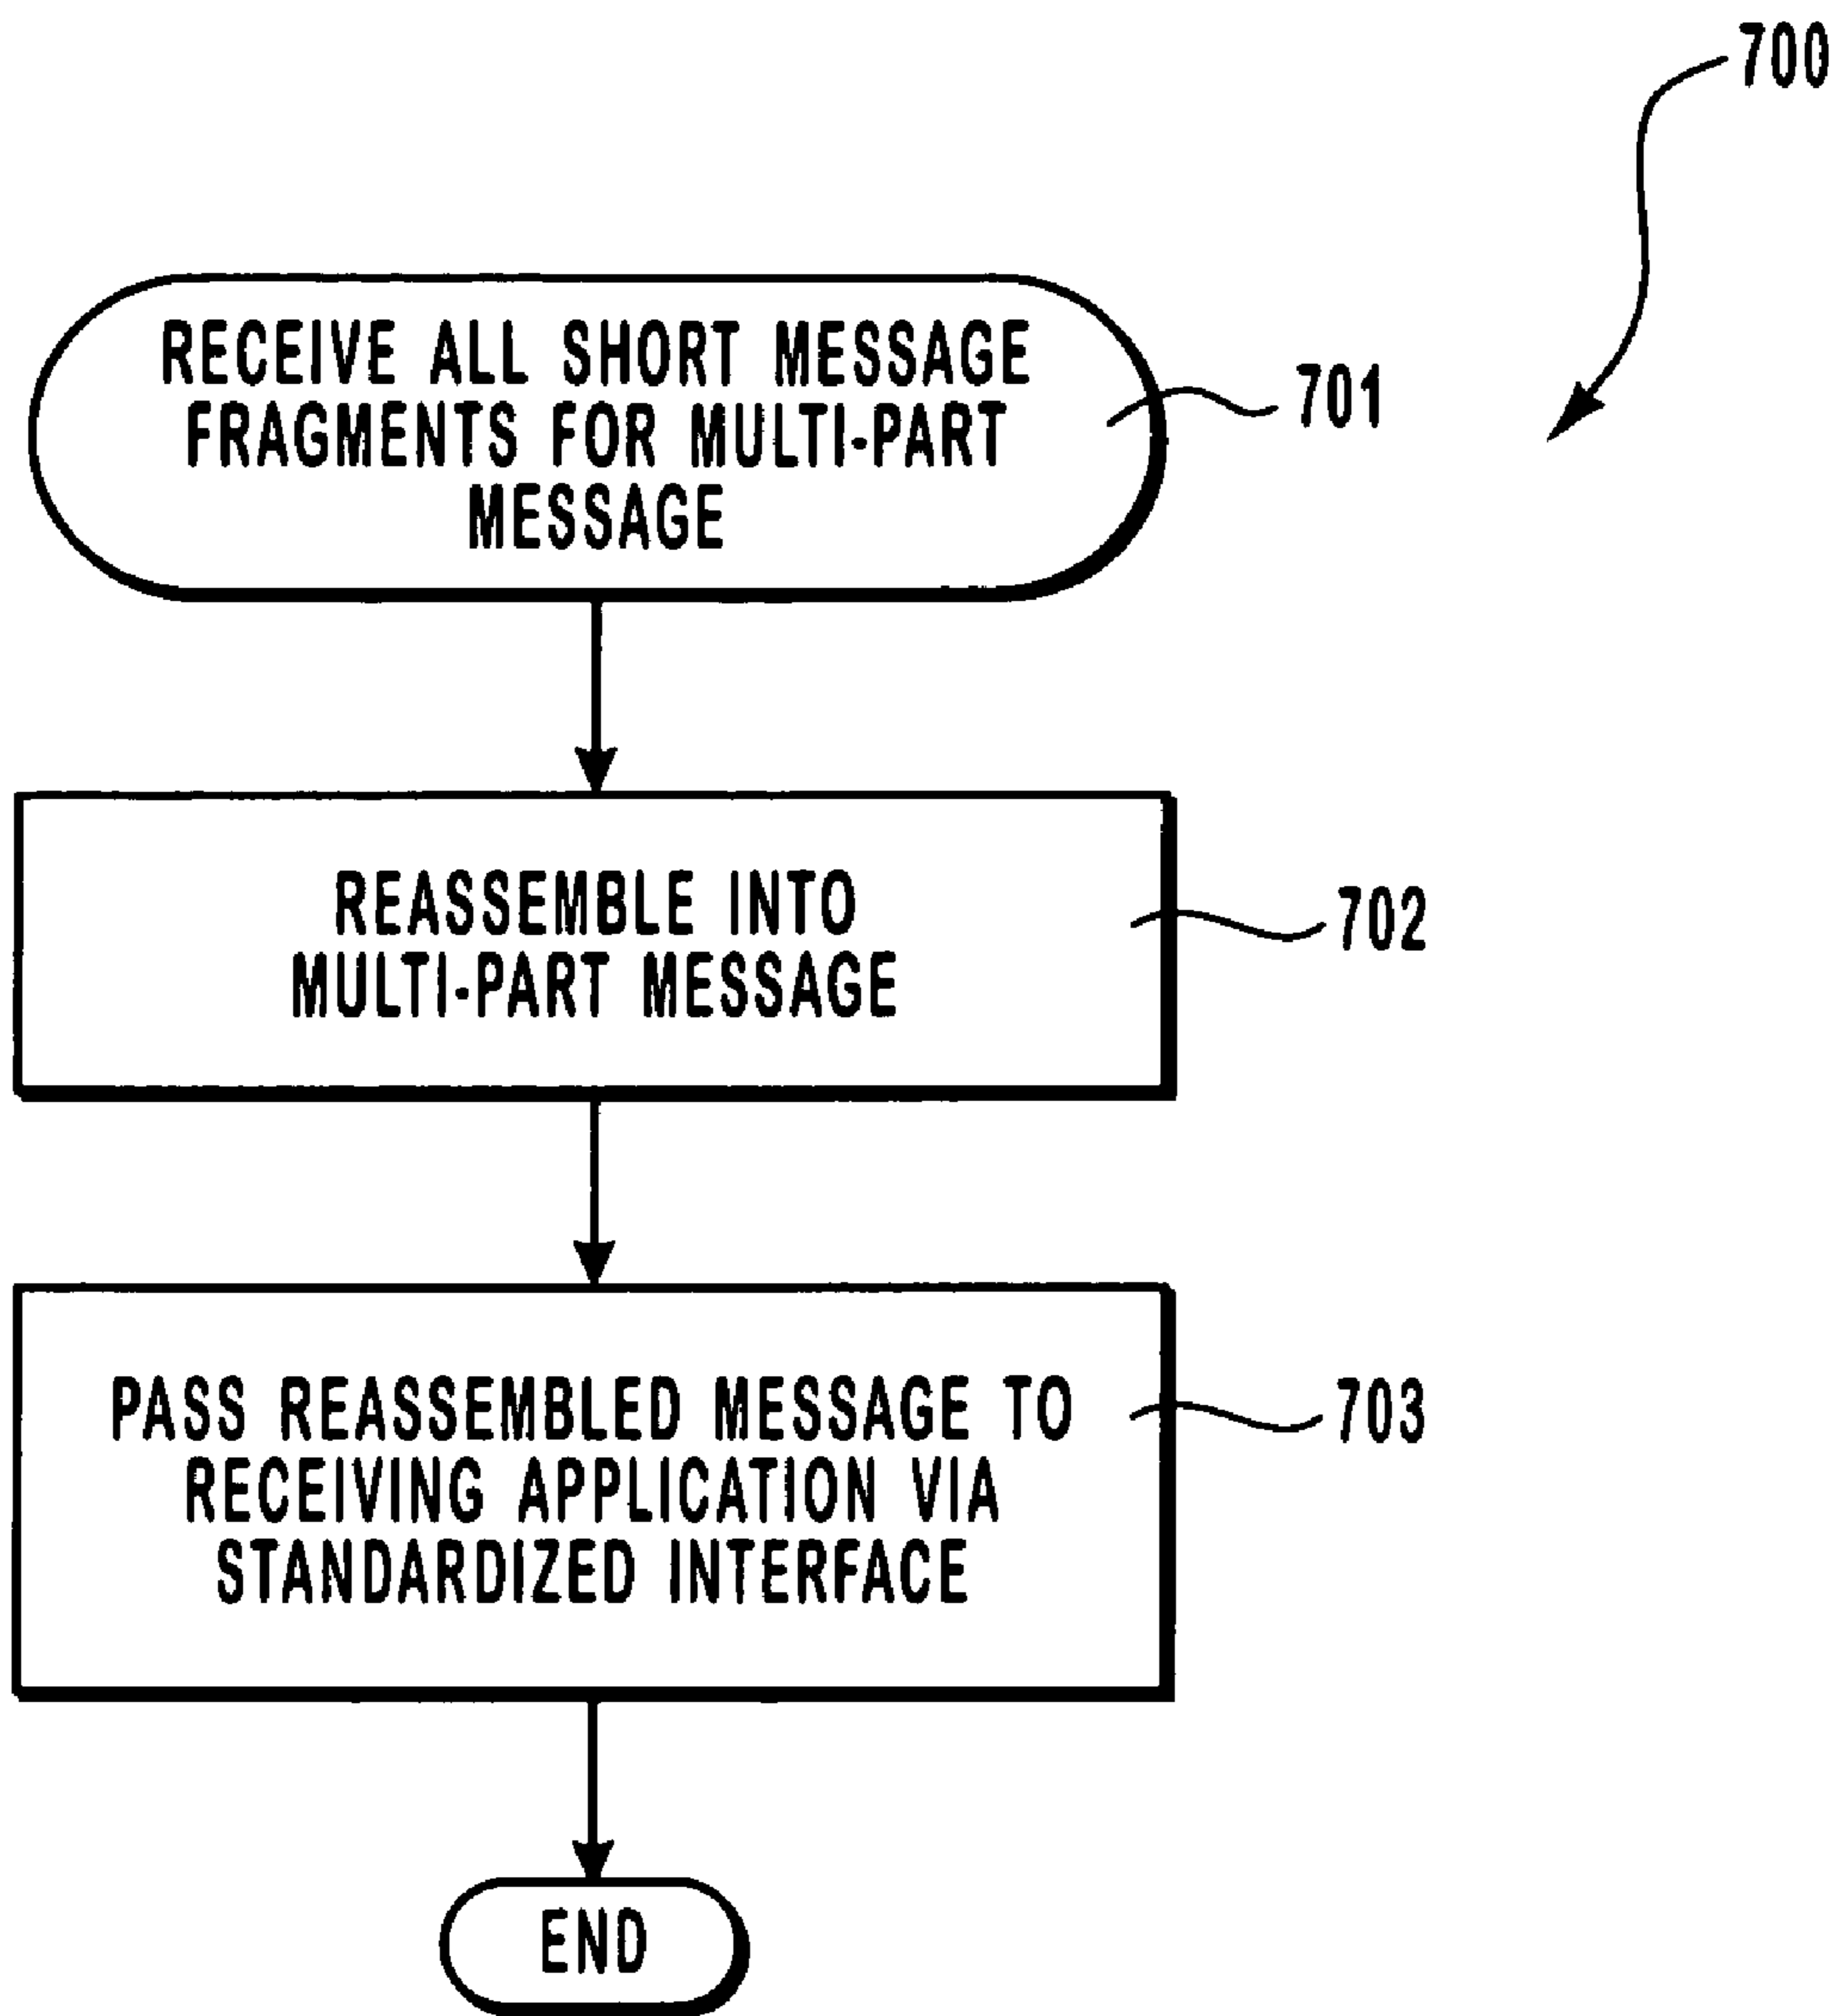 700
RECEIVE ALL SHORT MESSAGE
FRAGMENTS FOR MULTI-PART
MESSAGE
701
REASSEMBLE INTO
MULTI-PART MESSAGE
702
PASS REASSEMBLED MESSAGE TO
RECEIVING APPLICATION VIA
STANDARDIZED INTERFACE
703
END